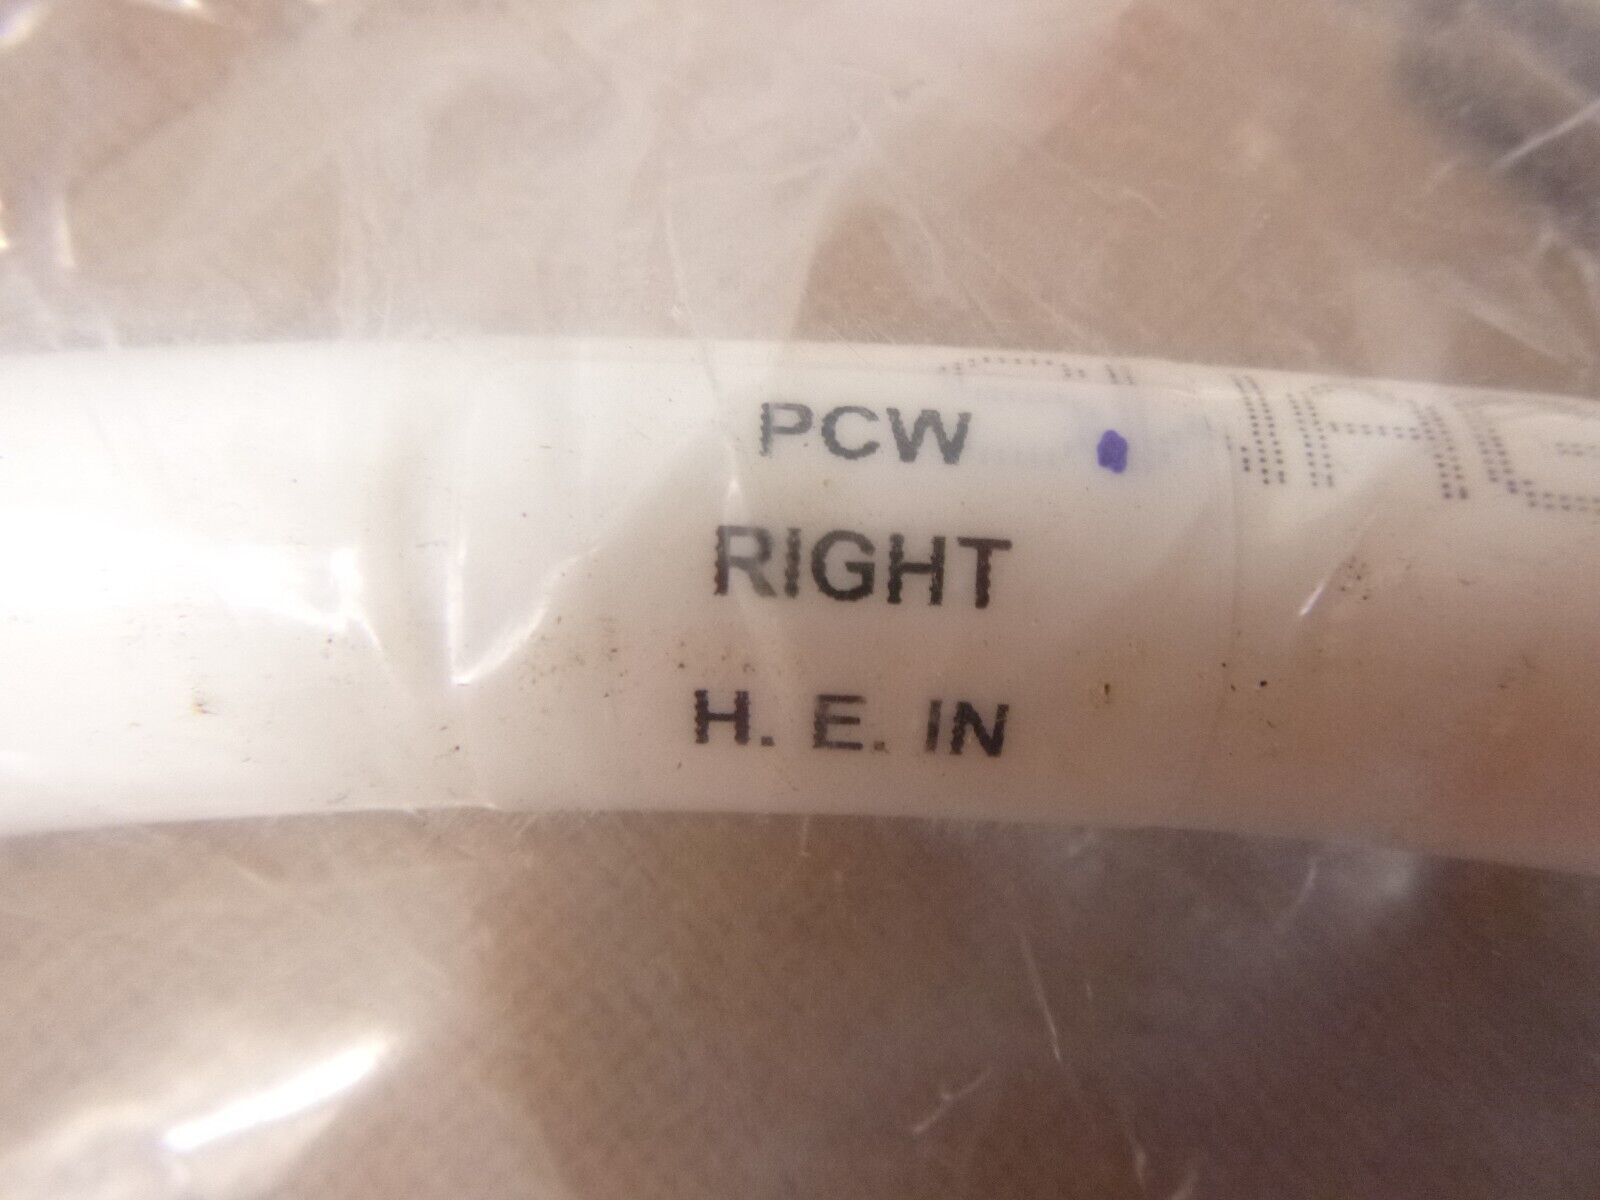 PCW
RIGHT
H. E. IN